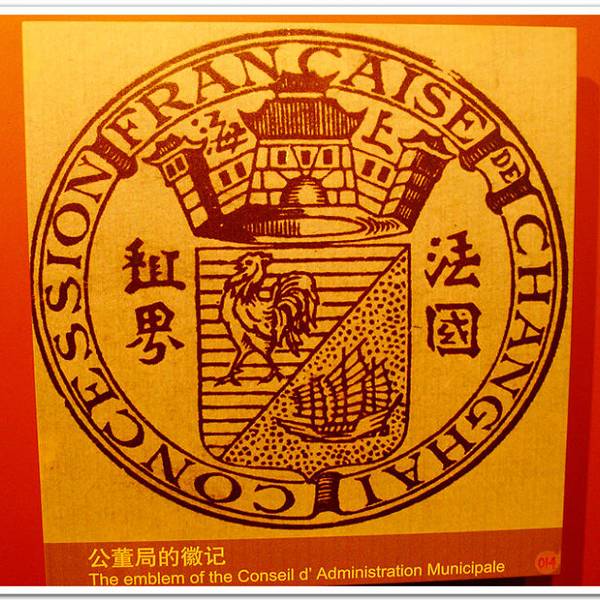 CONCESSION FRANÇAISE DE CHANGHAI
上海
法國
租界
公董局的徽记
The emblem of the Conseil d' Administration Municipale
014